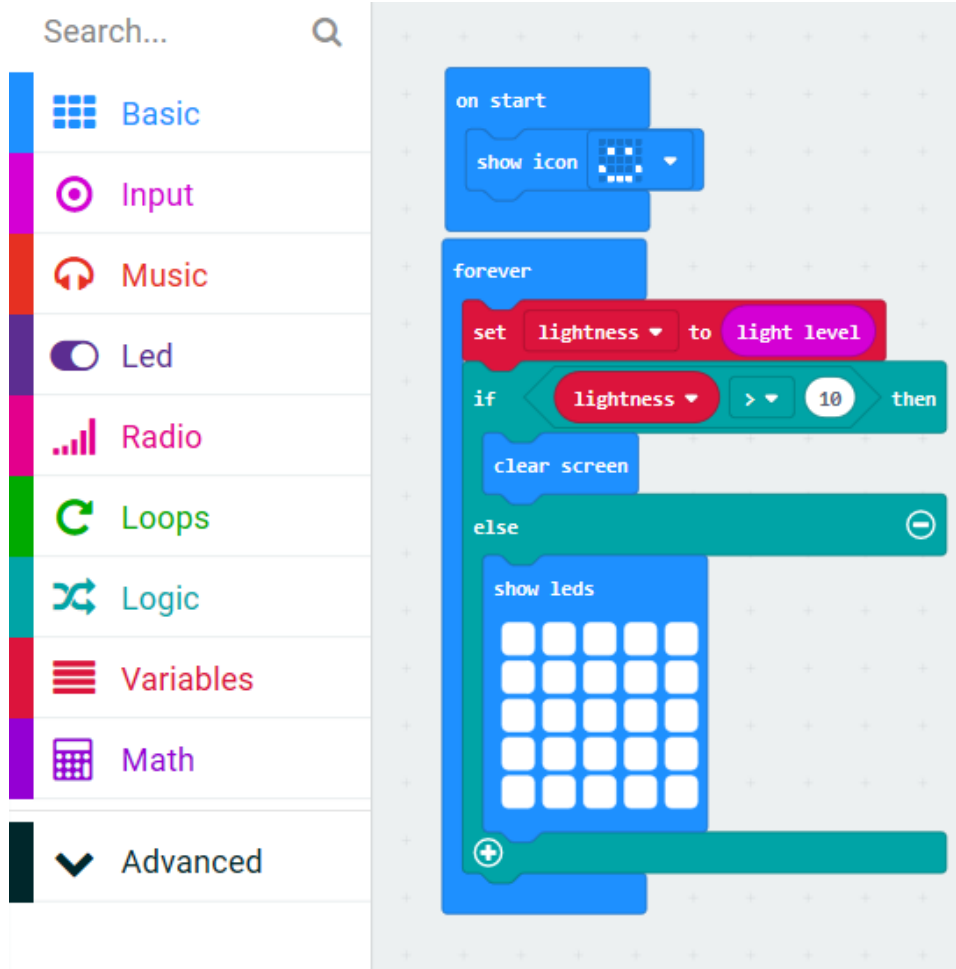 Search...
Basic
Input
Music
Led
Radio
Loops
Logic
Variables
Math
Advanced
on start
show icon
forever
set lightness to light level
if lightness > 10 then
clear screen
else
show leds